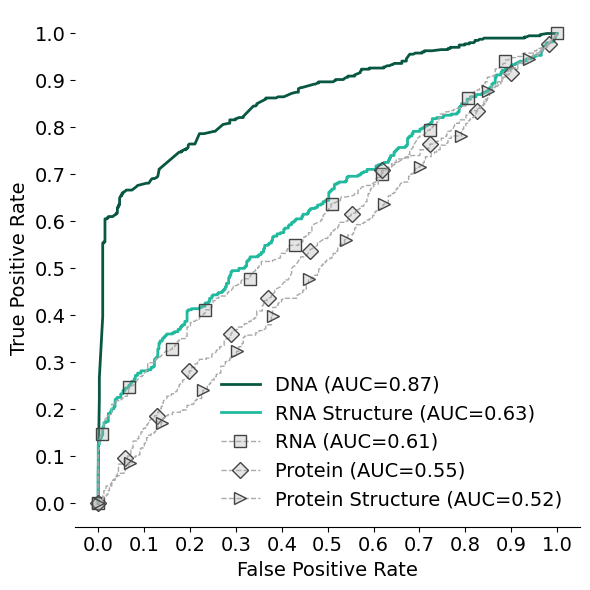 True Positive Rate
1.0
0.9
0.8
0.7
0.6
0.5
0.4
0.3
0.2
0.1
0.0
DNA (AUC=0.87)
RNA Structure (AUC=0.63)
RNA (AUC=0.61)
Protein (AUC=0.55)
Protein Structure (AUC=0.52)
0.0 0.1 0.2 0.3 0.4 0.5 0.6 0.7 0.8 0.9 1.0
False Positive Rate